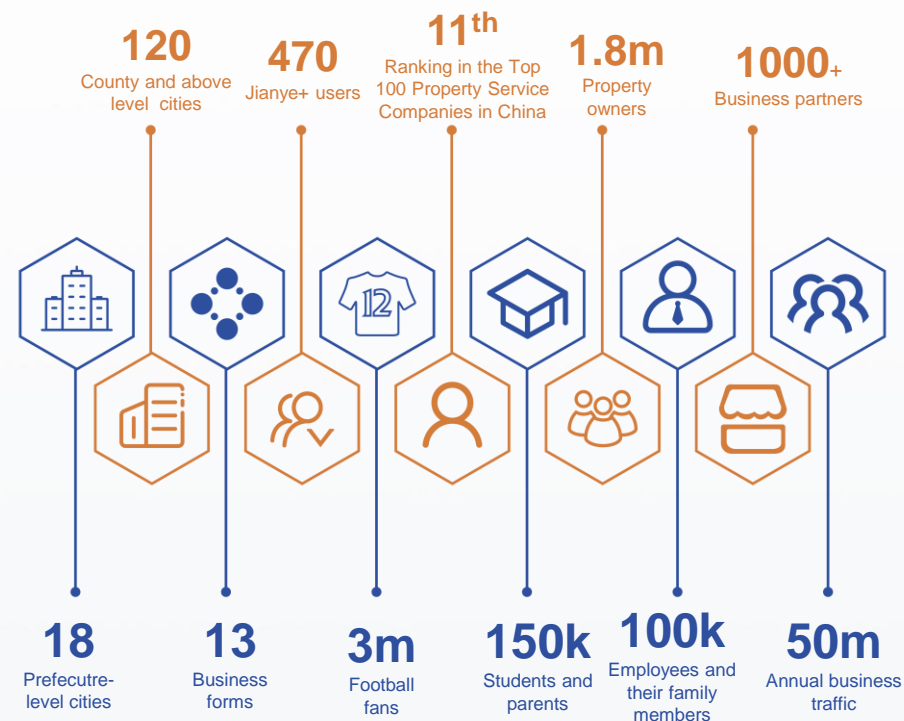 120
County and above
level cities
470
Jianye+ users
11th
Ranking in the Top
100 Property Service
Companies in China
1.8m
Property
owners
1000+
Business partners
12
18
Prefecutre-
level cities
13
Business
forms
3m
Football
fans
150k
Students and
parents
100k
Employees and
their family
members
50m
Annual business
traffic